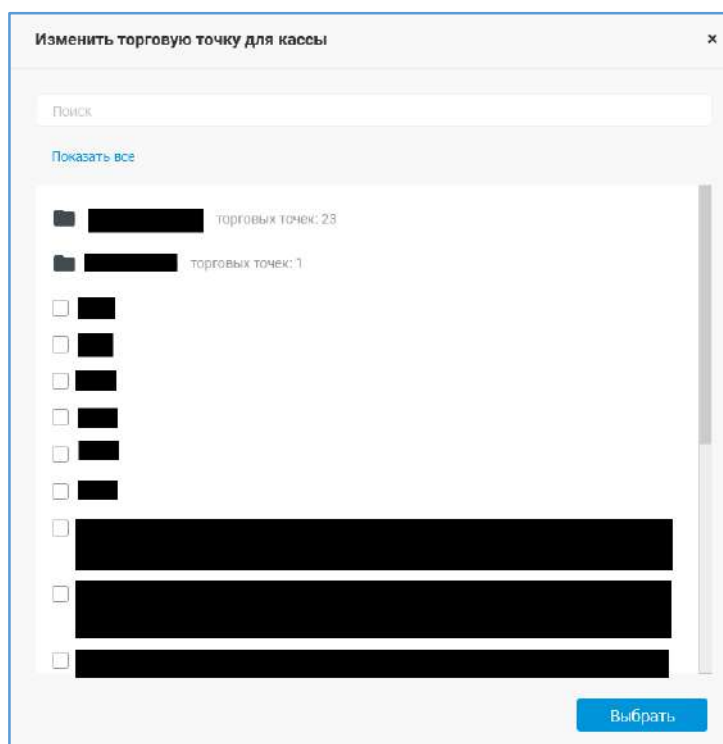 Изменить торговую точку для кассы ×
Поиск
Показать все
торговых точек: 23
торговых точек: 1
Выбрать